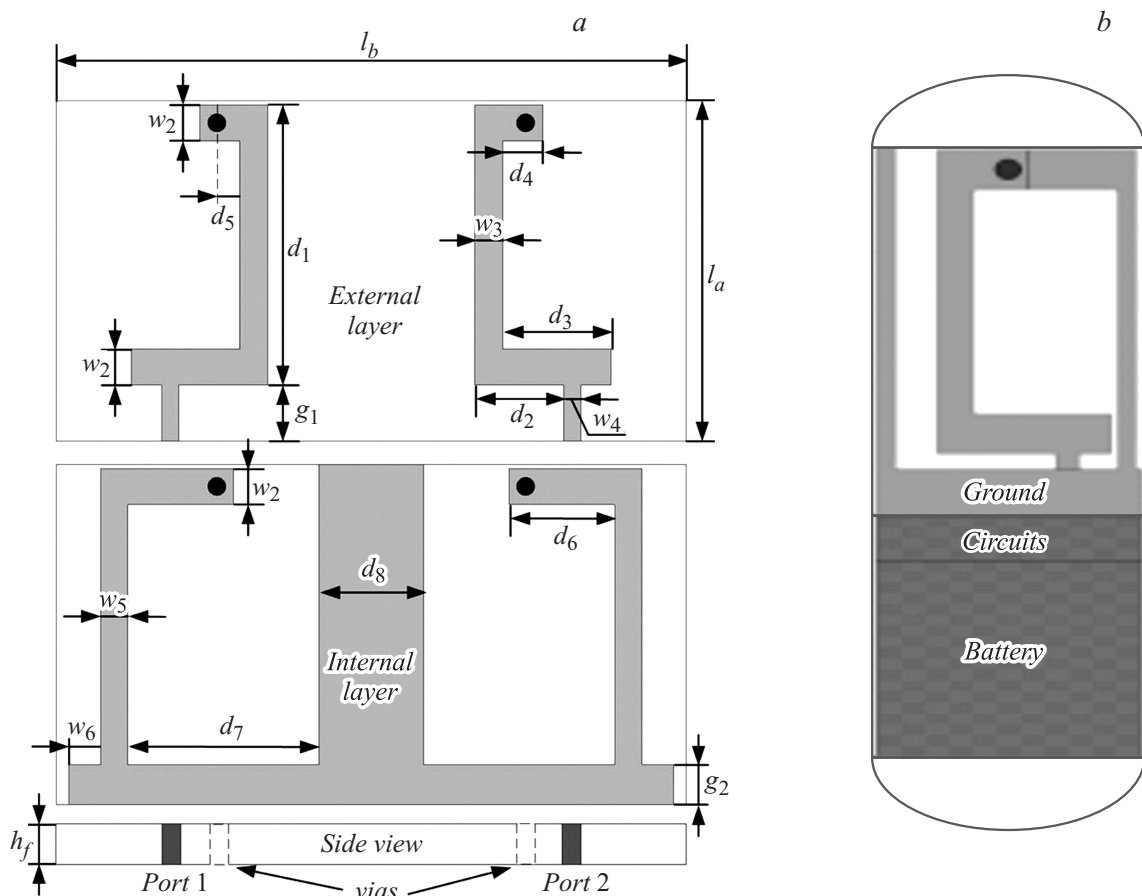 a
b
l_b
w_2
d_4
d_5
w_3
d_1
l_a
External
layer
d_3
w_2
g_1
d_2
w_4
w_2
d_6
d_8
w_5
Internal
layer
w_6
d_7
g_2
h_f
Side view
Port 1
vias
Port 2
Ground
Circuits
Battery